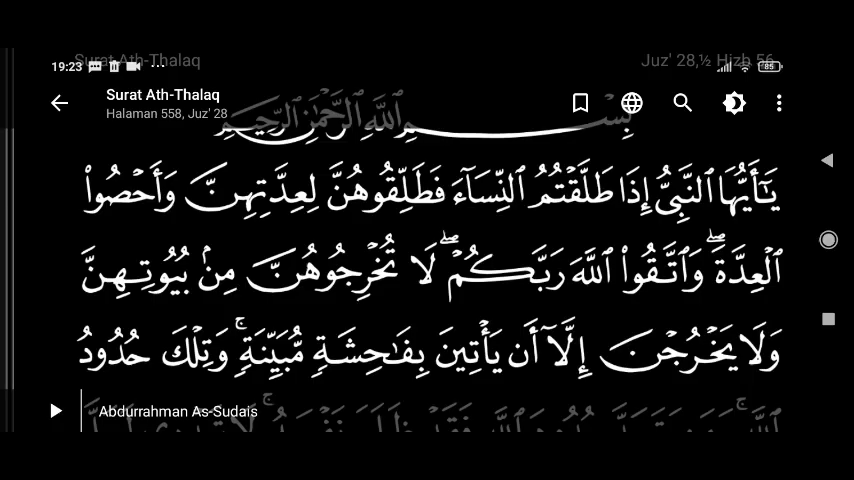 Surat Ath-Thalaq Juz' 28,½ Hizb 56
19:23 ... 85
Surat Ath-Thalaq
Halaman 558, Juz' 28
بِسْمِ ٱللَّهِ ٱلرَّحْمَٰنِ ٱلرَّحِيمِ
يَٰٓأَيُّهَا ٱلنَّبِىُّ إِذَا طَلَّقْتُمُ ٱلنِّسَآءَ فَطَلِّقُوهُنَّ لِعِدَّتِهِنَّ وَأَحْصُوا۟
ٱلْعِدَّةَ ۖ وَٱتَّقُوا۟ ٱللَّهَ رَبَّكُمْ ۖ لَا تُخْرِجُوهُنَّ مِنۢ بُيُوتِهِنَّ
وَلَا يَخْرُجْنَ إِلَّآ أَن يَأْتِينَ بِفَٰحِشَةٍ مُّبَيِّنَةٍ ۚ وَتِلْكَ حُدُودُ
Abdurrahman As-Sudais